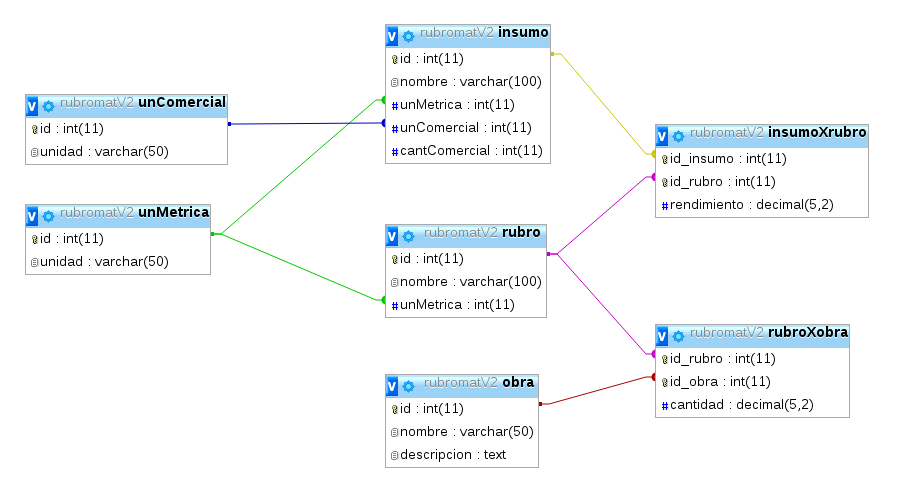 rubromatV2 unComercial
id : int(11)
unidad : varchar(50)
rubromatV2 unMetrica
id : int(11)
unidad : varchar(50)
rubromatV2 insumo
id : int(11)
nombre : varchar(100)
unMetrica : int(11)
unComercial : int(11)
cantComercial : int(11)
rubromatV2 rubro
id : int(11)
nombre : varchar(100)
unMetrica : int(11)
rubromatV2 obra
id : int(11)
nombre : varchar(50)
descripcion : text
rubromatV2 insumoXrubro
id_insumo : int(11)
id_rubro : int(11)
rendimiento : decimal(5,2)
rubromatV2 rubroXobra
id_rubro : int(11)
id_obra : int(11)
cantidad : decimal(5,2)